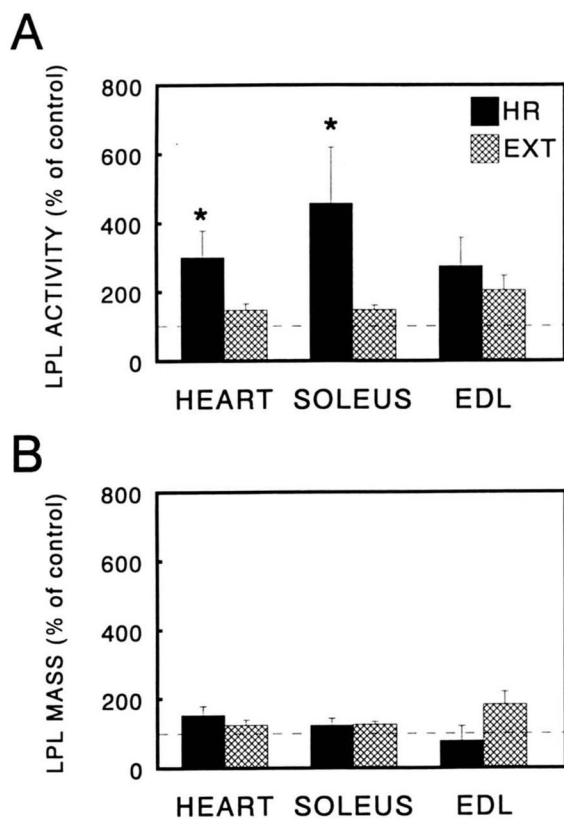 A
LPL ACTIVITY (% of control)
800
600
400
200
0
*
*
HR
EXT
HEART SOLEUS EDL
B
LPL MASS (% of control)
800
600
400
200
0
HEART SOLEUS EDL